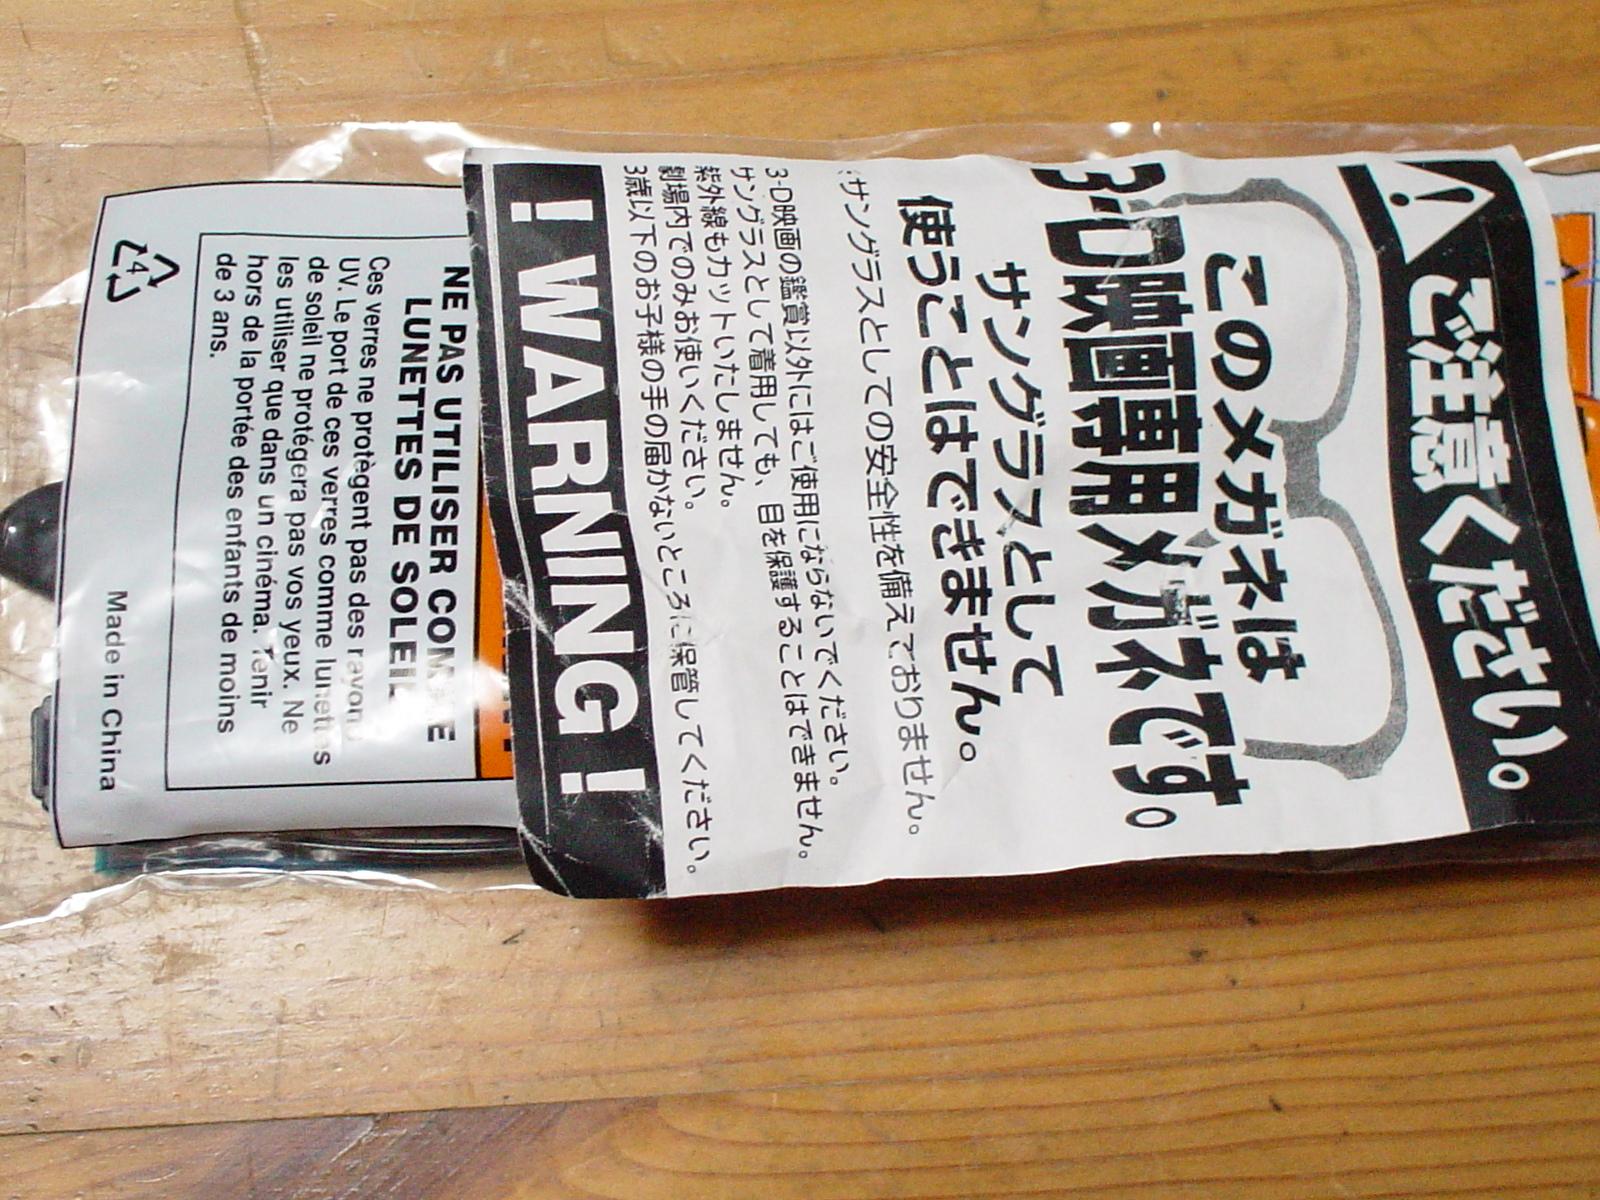 ご注意ください。
このメガネは
3-D映画専用メガネです。
サングラスとして
使うことはできません。
サングラスとしての安全性を備えておりません。
3-D映画の鑑賞以外にはご使用にならないでください。
サングラスとして着用しても、目を保護することはできません。
紫外線もカットいたしません。
劇場内でのみお使いください。
3歳以下のお子様の手の届かないところに保管してください。
! WARNING !
NE PAS UTILISER COMME
LUNETTES DE SOLEIL
Ces verres ne protègent pas des rayons
UV. Le port de ces verres comme lunettes
de soleil ne protégera pas vos yeux. Ne
les utiliser que dans un cinéma. Tenir
hors de la portée des enfants de moins
de 3 ans.
4
Made in China